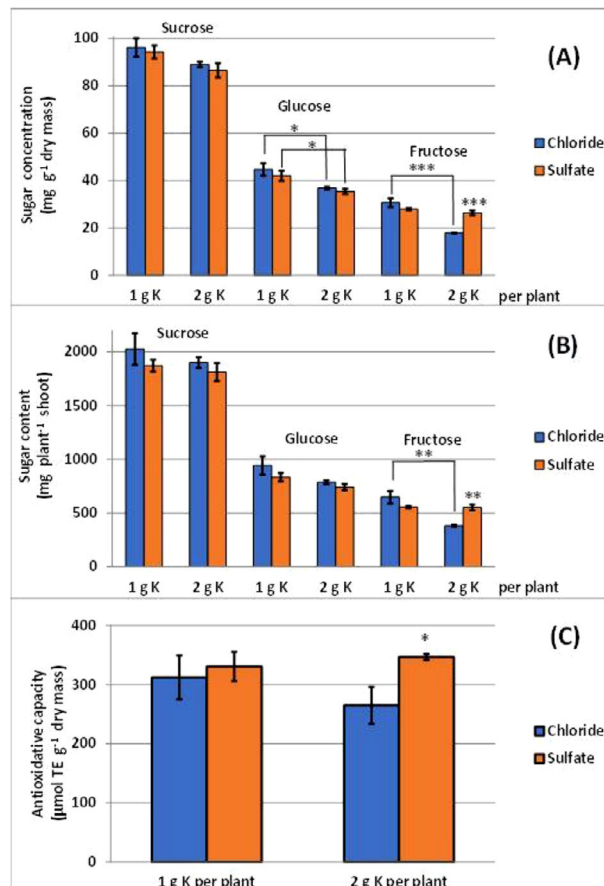 Sucrose
(A)
Sugar concentration
(mg g⁻¹ dry mass)
100
80
60
40
20
0
Glucose
*
*
Fructose
***
***
Chloride
Sulfate
1 g K
2 g K
1 g K
2 g K
1 g K
2 g K
per plant
Sucrose
(B)
Sugar content
(mg plant⁻¹ shoot)
2000
1500
1000
500
0
Glucose
Fructose
**
**
Chloride
Sulfate
1 g K
2 g K
1 g K
2 g K
1 g K
2 g K
per plant
(C)
Antioxidative capacity
(µmol TE g⁻¹ dry mass)
400
300
200
100
0
*
Chloride
Sulfate
1 g K per plant
2 g K per plant